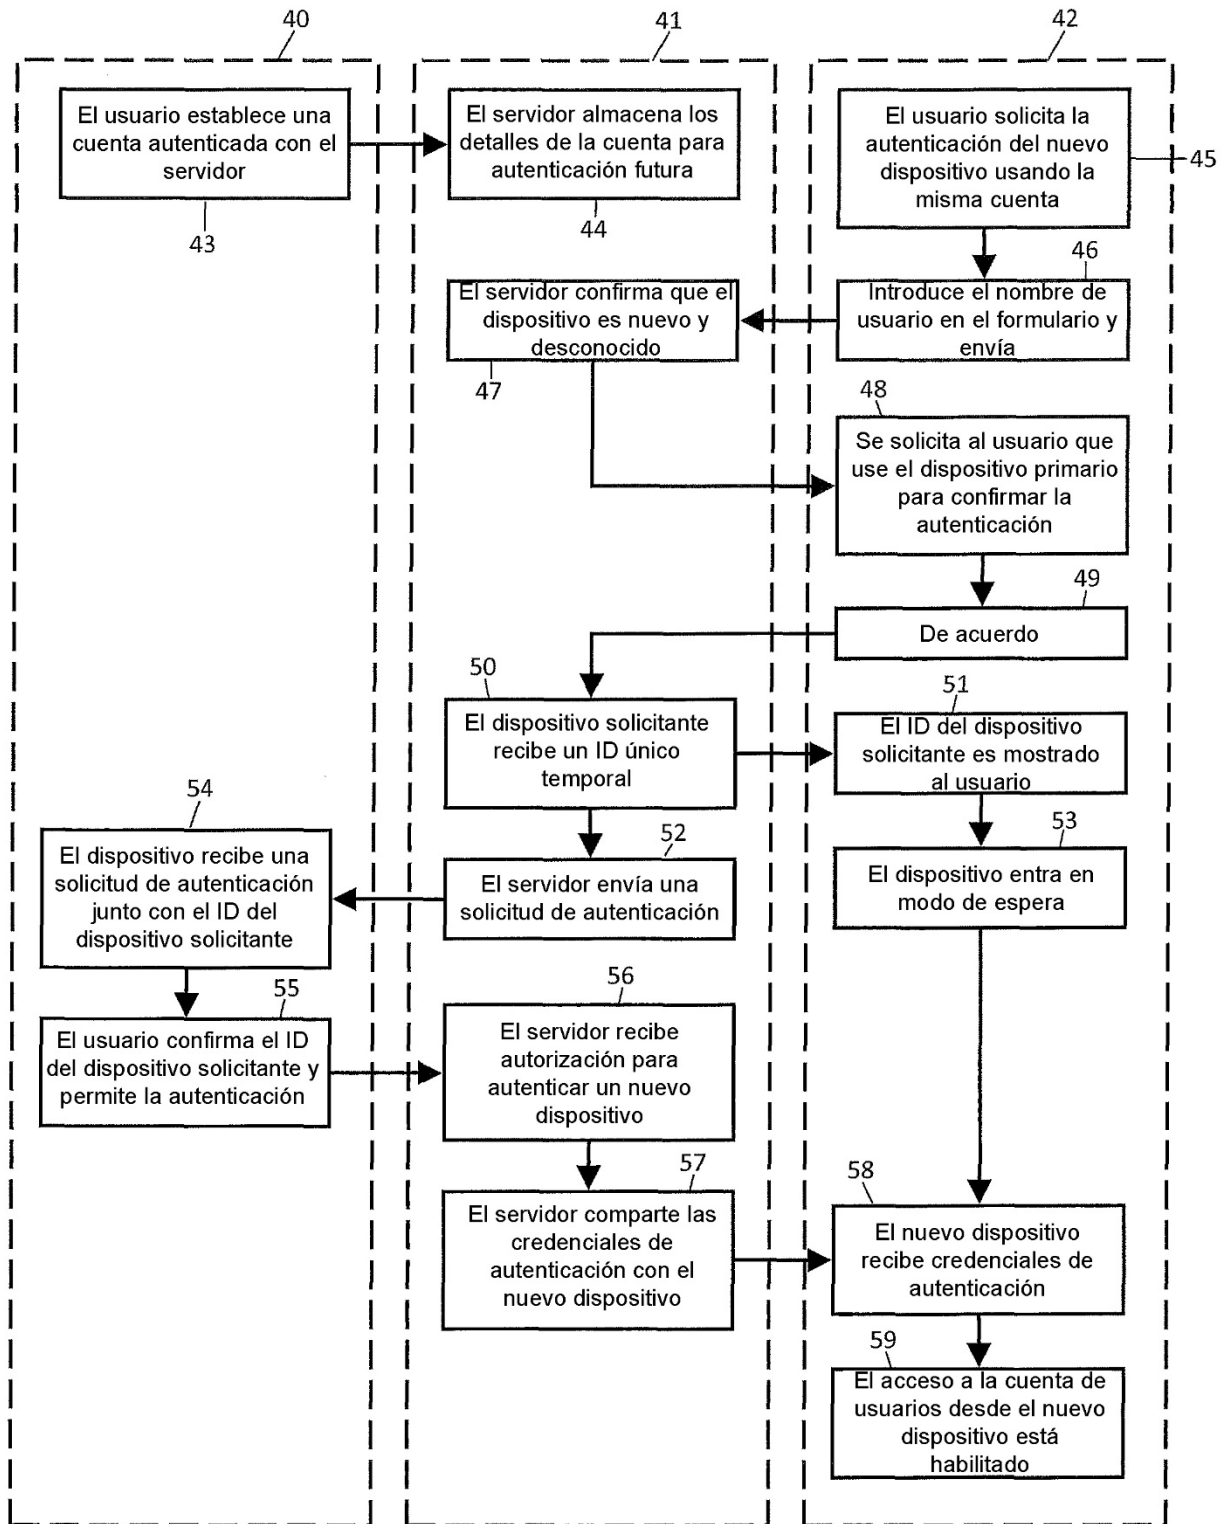 40
41
42
El usuario establece una
cuenta autenticada con el
servidor
43
El servidor almacena los
detalles de la cuenta para
autenticación futura
44
El usuario solicita la
autenticación del nuevo
dispositivo usando la
misma cuenta
45
46
Introduce el nombre de
usuario en el formulario y
envía
El servidor confirma que el
dispositivo es nuevo y
desconocido
47
48
Se solicita al usuario que
use el dispositivo primario
para confirmar la
autenticación
49
De acuerdo
50
El dispositivo solicitante
recibe un ID único
temporal
51
El ID del dispositivo
solicitante es mostrado
al usuario
52
El servidor envía una
solicitud de autenticación
53
El dispositivo entra en
modo de espera
54
El dispositivo recibe una
solicitud de autenticación
junto con el ID del
dispositivo solicitante
55
El usuario confirma el ID
del dispositivo solicitante y
permite la autenticación
56
El servidor recibe
autorización para
autenticar un nuevo
dispositivo
57
El servidor comparte las
credenciales de
autenticación con el
nuevo dispositivo
58
El nuevo dispositivo
recibe credenciales de
autenticación
59
El acceso a la cuenta de
usuarios desde el nuevo
dispositivo está
habilitado